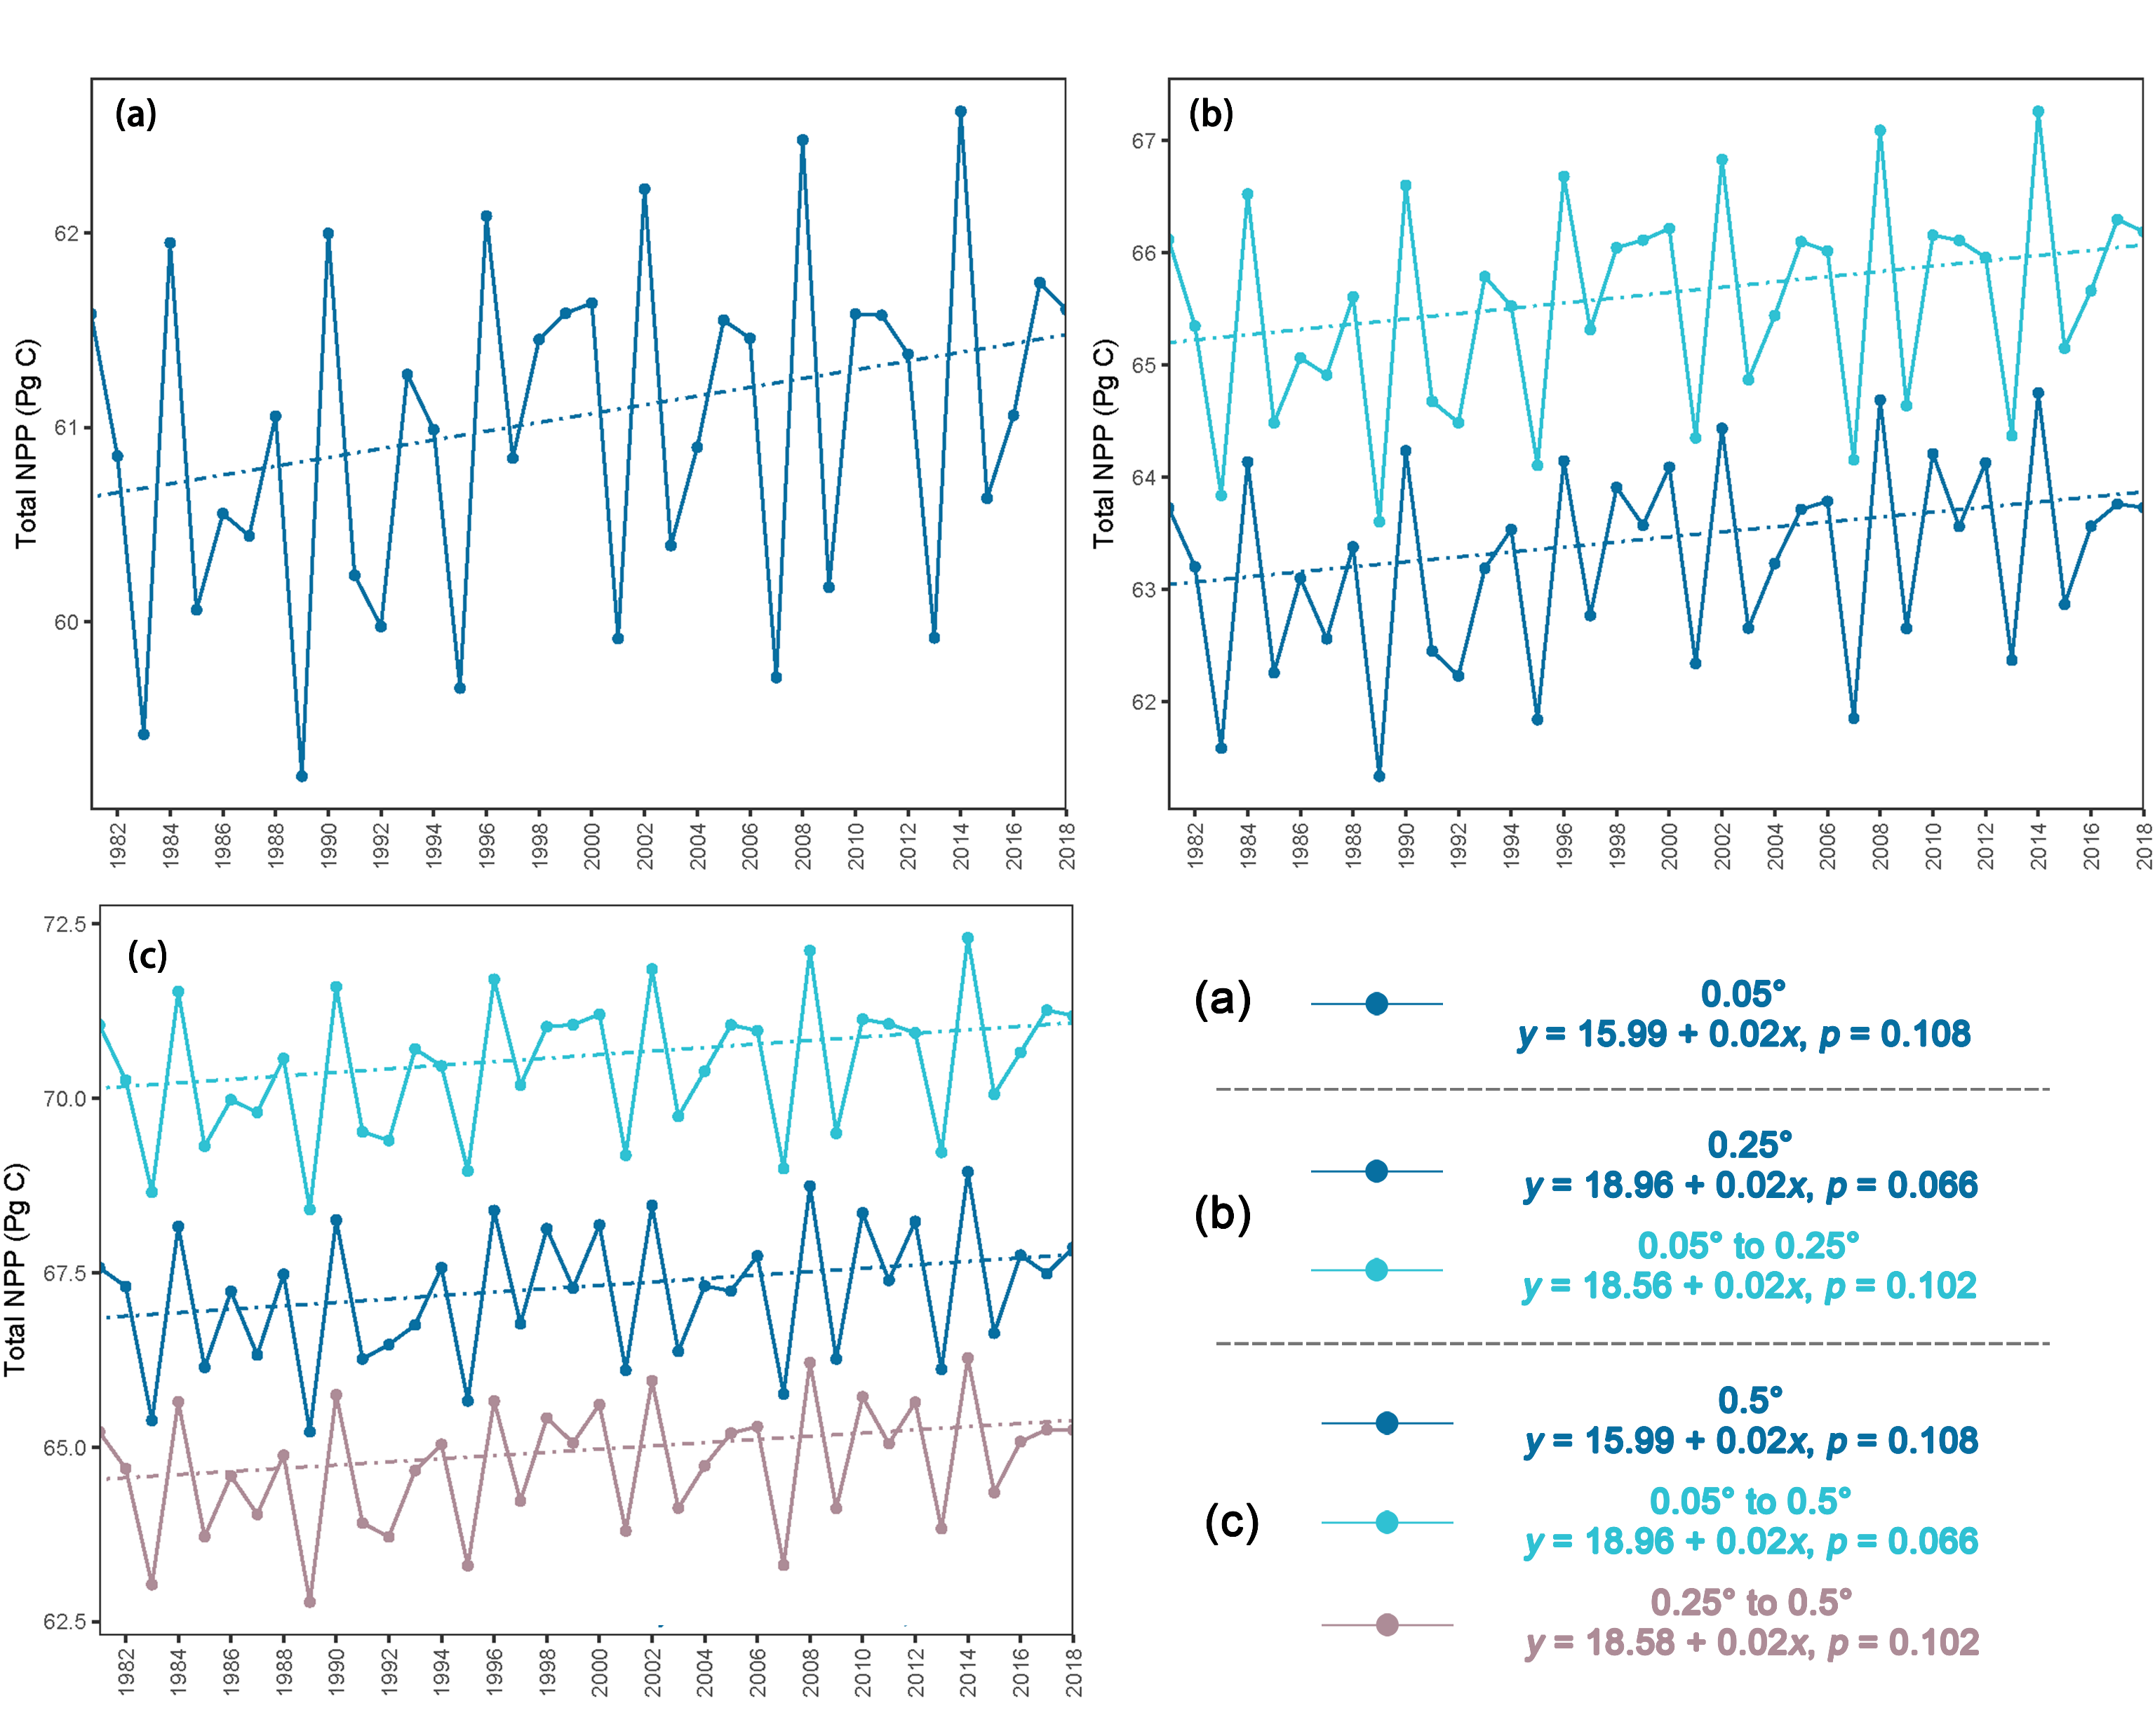 (a)
Total NPP (Pg C)
62
61
60
1982 1984 1986 1988 1990 1992 1994 1996 1998 2000 2002 2004 2006 2008 2010 2012 2014 2016 2018
(b)
Total NPP (Pg C)
67
66
65
64
63
62
1982 1984 1986 1988 1990 1992 1994 1996 1998 2000 2002 2004 2006 2008 2010 2012 2014 2016 2018
(c)
Total NPP (Pg C)
72.5
70.0
67.5
65.0
62.5
1982 1984 1986 1988 1990 1992 1994 1996 1998 2000 2002 2004 2006 2008 2010 2012 2014 2016 2018
(a)
0.05°
y = 15.99 + 0.02x, p = 0.108
(b)
0.25°
y = 18.96 + 0.02x, p = 0.066
0.05° to 0.25°
y = 18.56 + 0.02x, p = 0.102
(c)
0.5°
y = 15.99 + 0.02x, p = 0.108
0.05° to 0.5°
y = 18.96 + 0.02x, p = 0.066
0.25° to 0.5°
y = 18.58 + 0.02x, p = 0.102